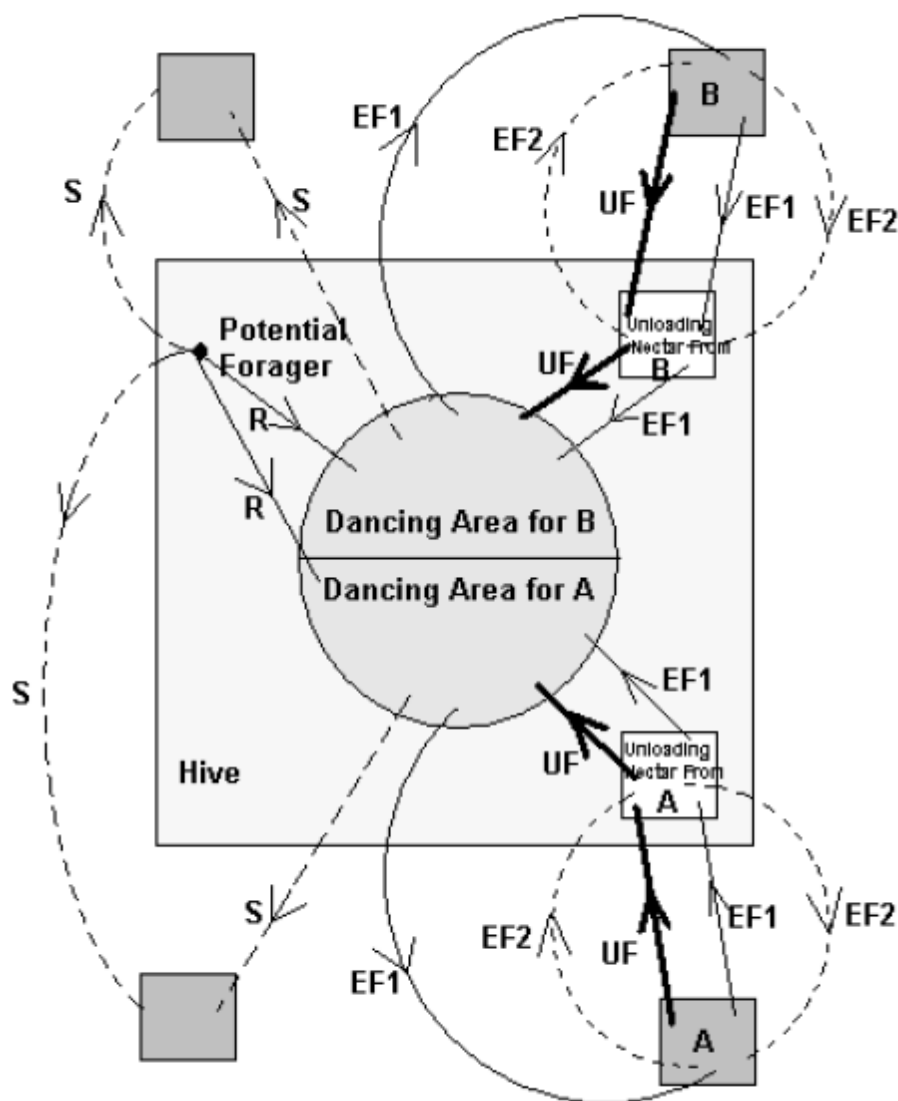 B
EF1
EF2
UF
EF1
EF2
S
S
Potential
Forager
Unloading
Nectar From
B
UF
EF1
R
R
Dancing Area for B
Dancing Area for A
S
EF1
Unloading
Nectar From
A
UF
Hive
S
EF2
UF
EF1
EF2
EF1
A